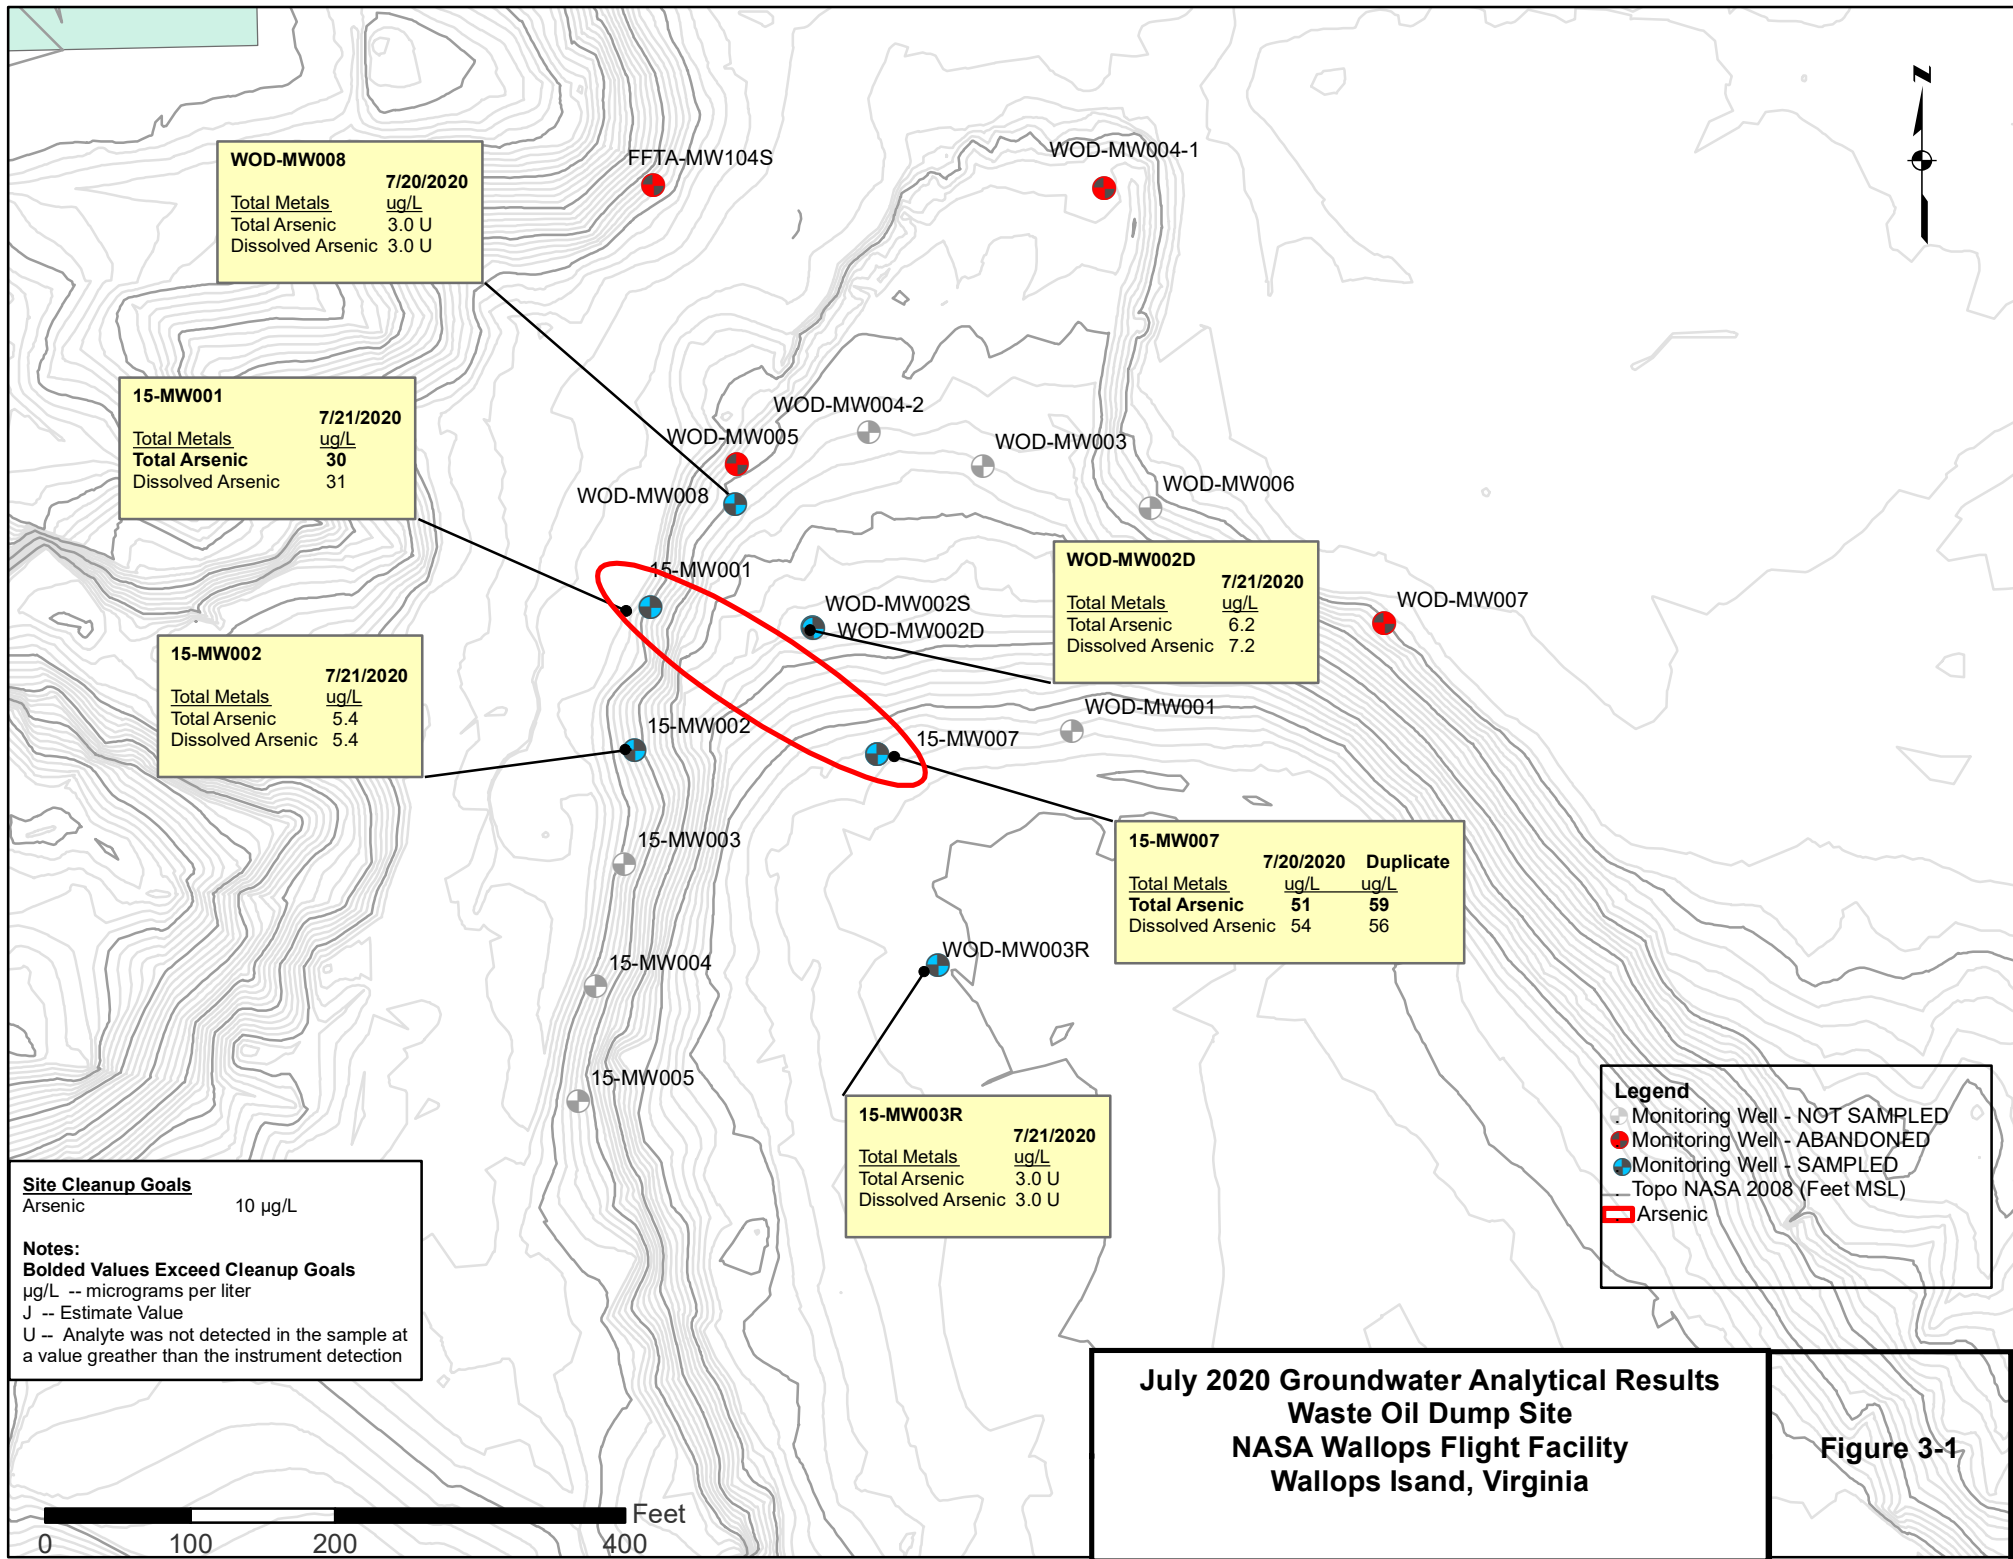 N
WOD-MW008
7/20/2020
Total Metals ug/L
Total Arsenic 3.0 U
Dissolved Arsenic 3.0 U
FFTA-MW104S
WOD-MW004-1
15-MW001
7/21/2020
Total Metals ug/L
Total Arsenic 30
Dissolved Arsenic 31
WOD-MW004-2
WOD-MW005
WOD-MW003
WOD-MW008
WOD-MW006
15-MW001
WOD-MW002S
WOD-MW002D
WOD-MW002D
7/21/2020
Total Metals ug/L
Total Arsenic 6.2
Dissolved Arsenic 7.2
WOD-MW007
15-MW002
7/21/2020
Total Metals ug/L
Total Arsenic 5.4
Dissolved Arsenic 5.4
15-MW002
WOD-MW001
15-MW007
15-MW003
15-MW007
7/20/2020 Duplicate
Total Metals ug/L ug/L
Total Arsenic 51 59
Dissolved Arsenic 54 56
15-MW004
WOD-MW003R
15-MW005
15-MW003R
7/21/2020
Total Metals ug/L
Total Arsenic 3.0 U
Dissolved Arsenic 3.0 U
Legend
Monitoring Well - NOT SAMPLED
Monitoring Well - ABANDONED
Monitoring Well - SAMPLED
Topo NASA 2008 (Feet MSL)
Arsenic
Site Cleanup Goals
Arsenic 10 µg/L
Notes:
Bolded Values Exceed Cleanup Goals
µg/L -- micrograms per liter
J -- Estimate Value
U -- Analyte was not detected in the sample at
a value greather than the instrument detection
July 2020 Groundwater Analytical Results
Waste Oil Dump Site
NASA Wallops Flight Facility
Wallops Isand, Virginia
Figure 3-1
Feet
0 100 200 400